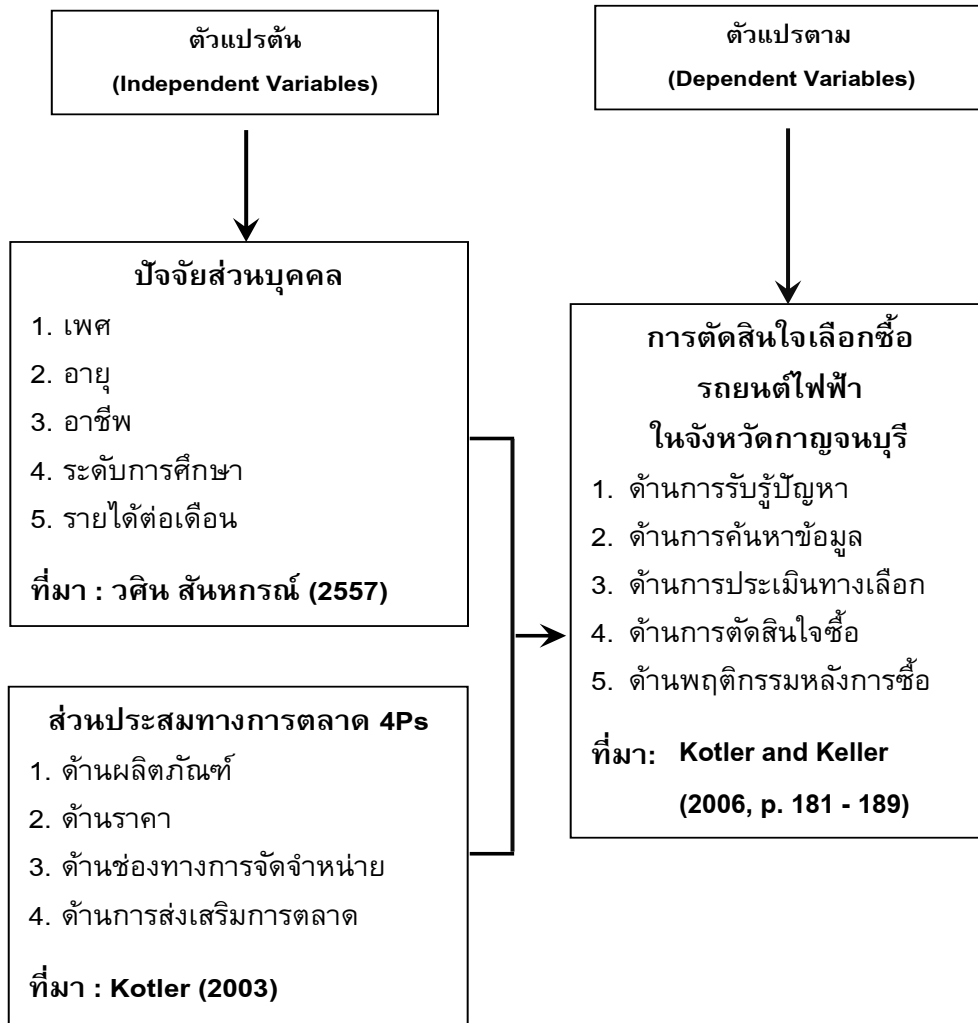 ตัวแปรต้น
(Independent Variables)
ตัวแปรตาม
(Dependent Variables)
ปัจจัยส่วนบุคคล
1. เพศ
2. อายุ
3. อาชีพ
4. ระดับการศึกษา
5. รายได้ต่อเดือน
ที่มา : วศิน สันหกรณ์ (2557)
ส่วนประสมทางการตลาด 4Ps
1. ด้านผลิตภัณฑ์
2. ด้านราคา
3. ด้านช่องทางการจัดจำหน่าย
4. ด้านการส่งเสริมการตลาด
ที่มา : Kotler (2003)
การตัดสินใจเลือกซื้อ
รถยนต์ไฟฟ้า
ในจังหวัดกาญจนบุรี
1. ด้านการรับรู้ปัญหา
2. ด้านการค้นหาข้อมูล
3. ด้านการประเมินทางเลือก
4. ด้านการตัดสินใจซื้อ
5. ด้านพฤติกรรมหลังการซื้อ
ที่มา: Kotler and Keller
(2006, p. 181 - 189)